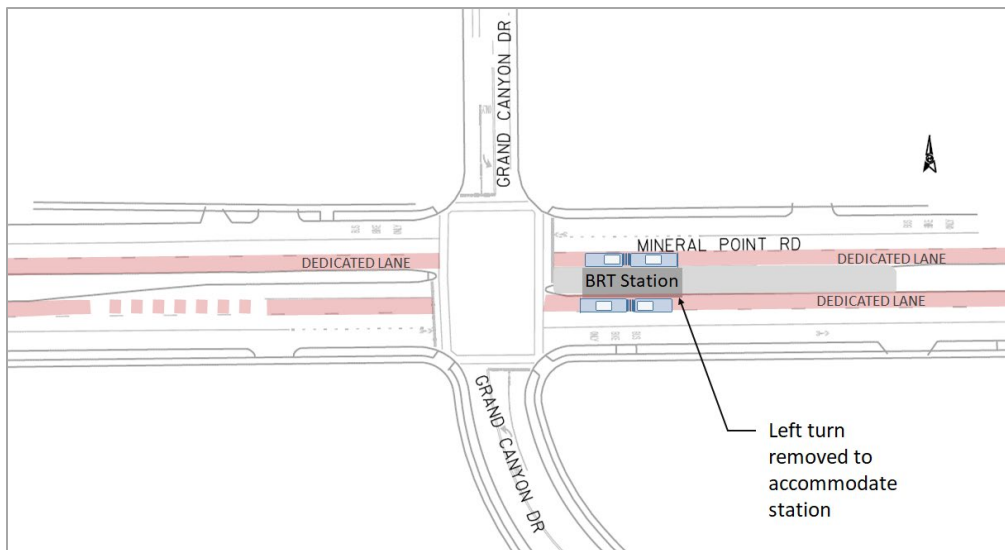 GRAND CANYON DR
MINERAL POINT RD
DEDICATED LANE
DEDICATED LANE
BRT Station
DEDICATED LANE
GRAND CANYON DR
Left turn
removed to
accommodate
station